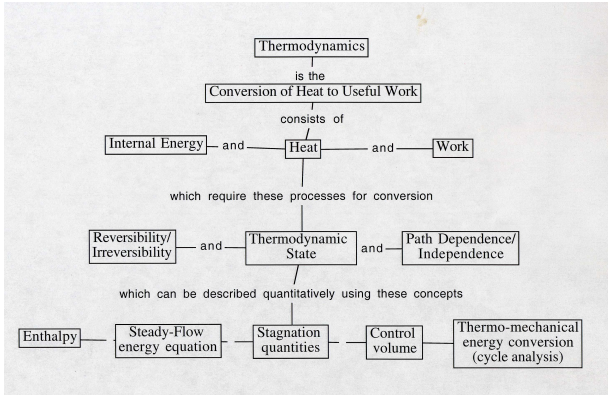 Thermodynamics
is the
Conversion of Heat to Useful Work
consists of
Internal Energy and Heat and Work
which require these processes for conversion
Reversibility/
Irreversibility
and
Thermodynamic
State
and
Path Dependence/
Independence
which can be described quantitatively using these concepts
Enthalpy
Steady-Flow
energy equation
Stagnation
quantities
Control
volume
Thermo-mechanical
energy conversion
(cycle analysis)